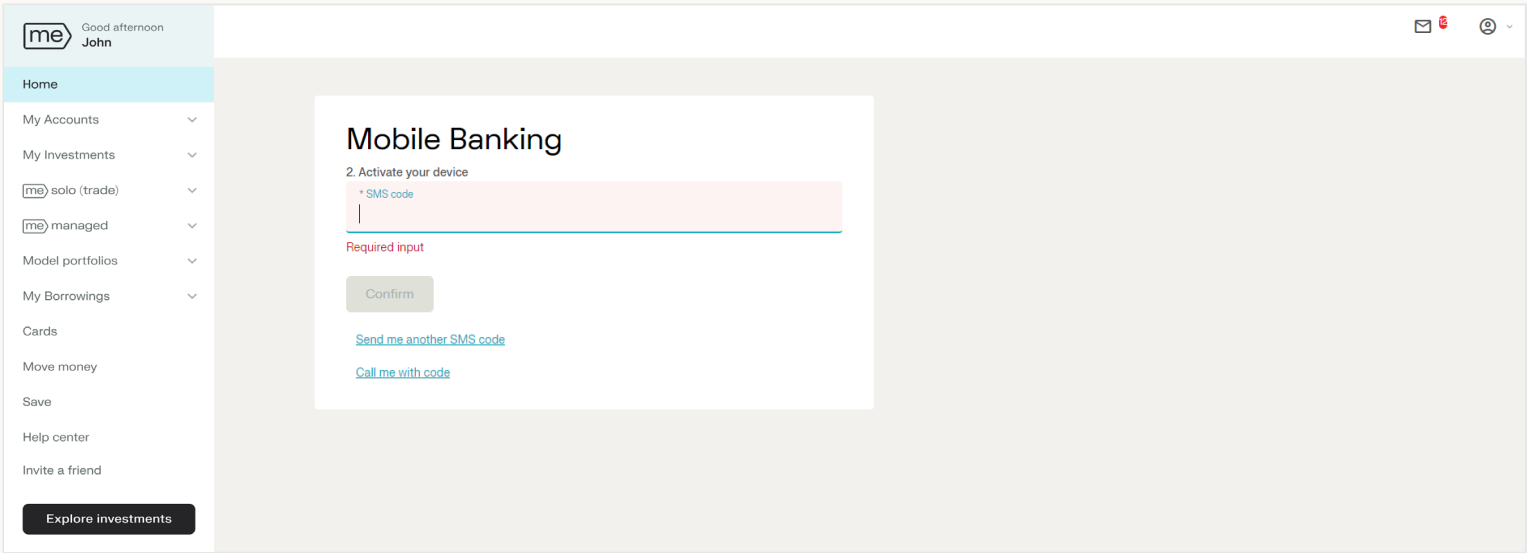 me
Good afternoon
John
12
Home
My Accounts
My Investments
me solo (trade)
me managed
Model portfolios
My Borrowings
Cards
Move money
Save
Help center
Invite a friend
Explore investments
Mobile Banking
2. Activate your device
* SMS code
Required input
Confirm
Send me another SMS code
Call me with code